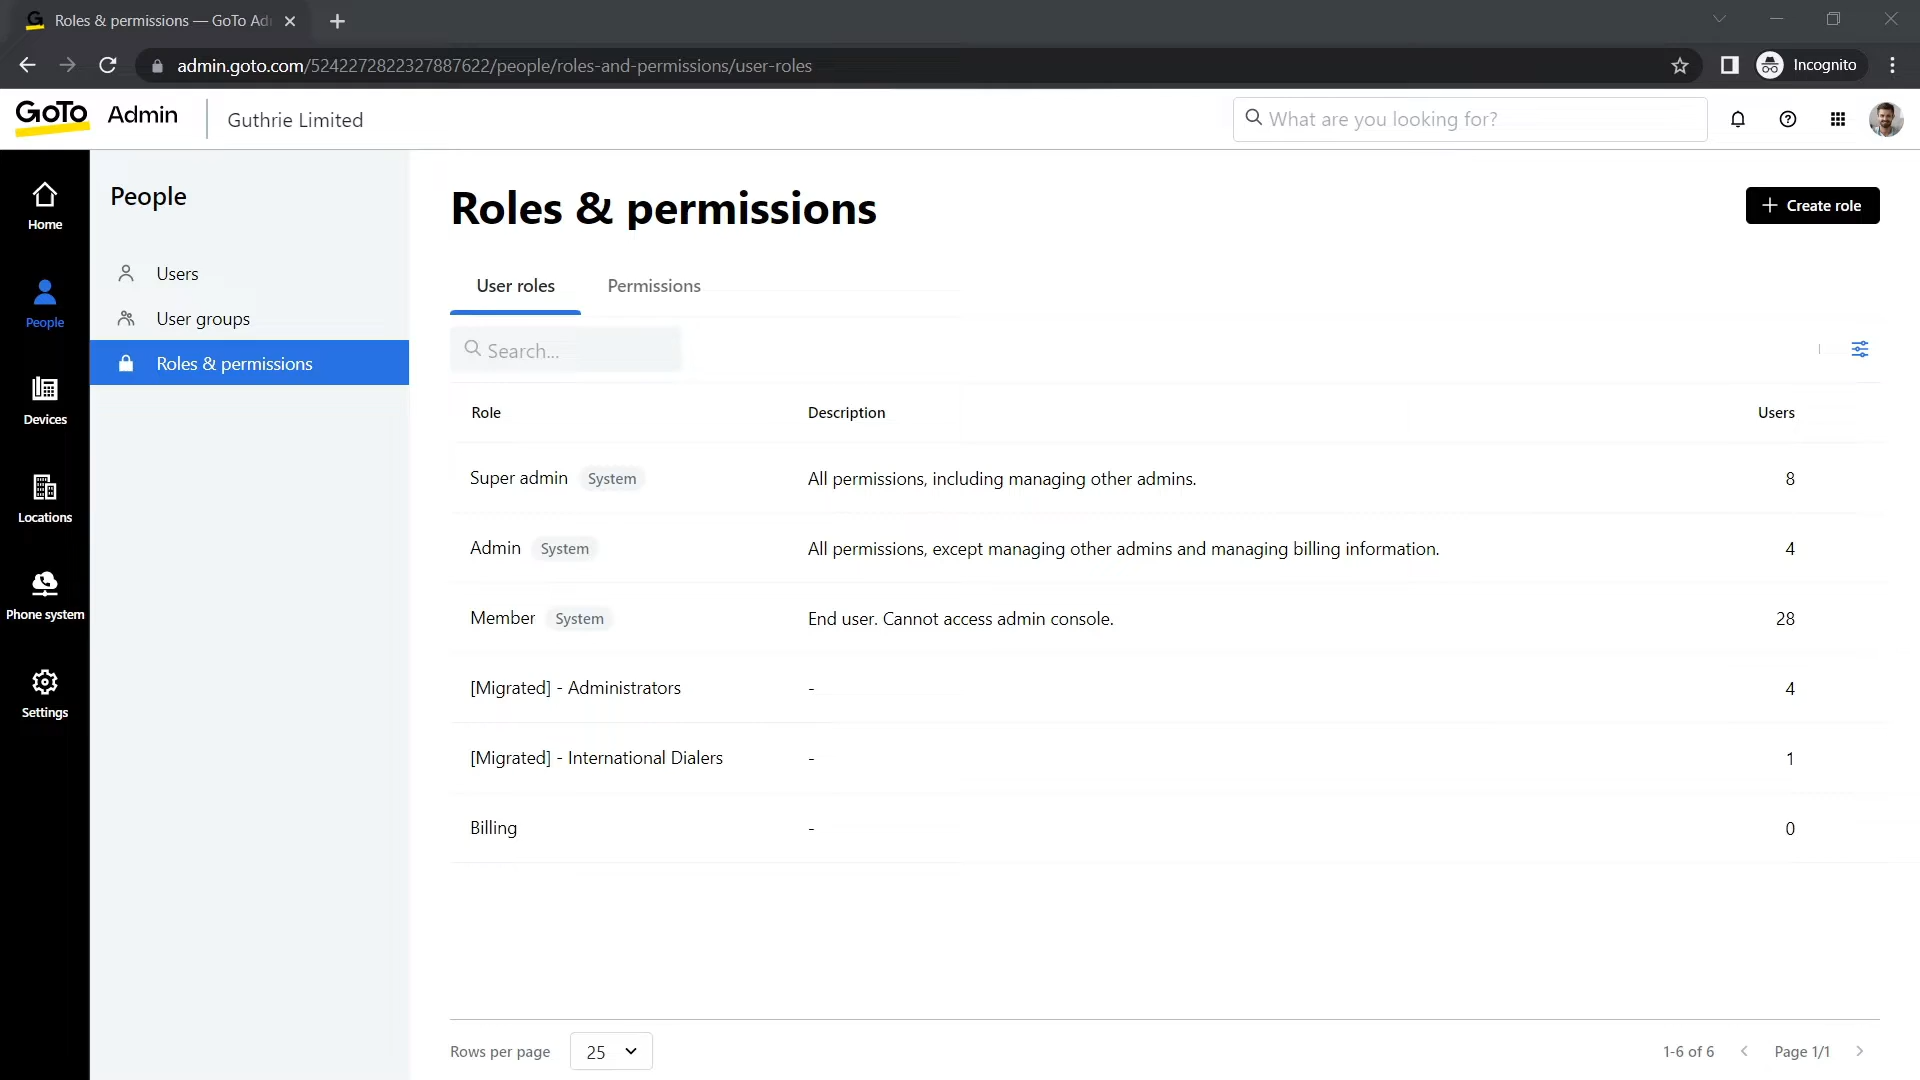 Roles & permissions — GoTo Ad
admin.goto.com/5242272822327887622/people/roles-and-permissions/user-roles
Incognito
GoTo Admin
Guthrie Limited
What are you looking for?
Home
People
Devices
Locations
Phone system
Settings
People
Users
User groups
Roles & permissions
Roles & permissions
Create role
User roles
Permissions
Search...
Role Description Users
Super admin System All permissions, including managing other admins. 8
Admin System All permissions, except managing other admins and managing billing information. 4
Member System End user. Cannot access admin console. 28
[Migrated] - Administrators - 4
[Migrated] - International Dialers - 1
Billing - 0
Rows per page 25
1-6 of 6 Page 1/1